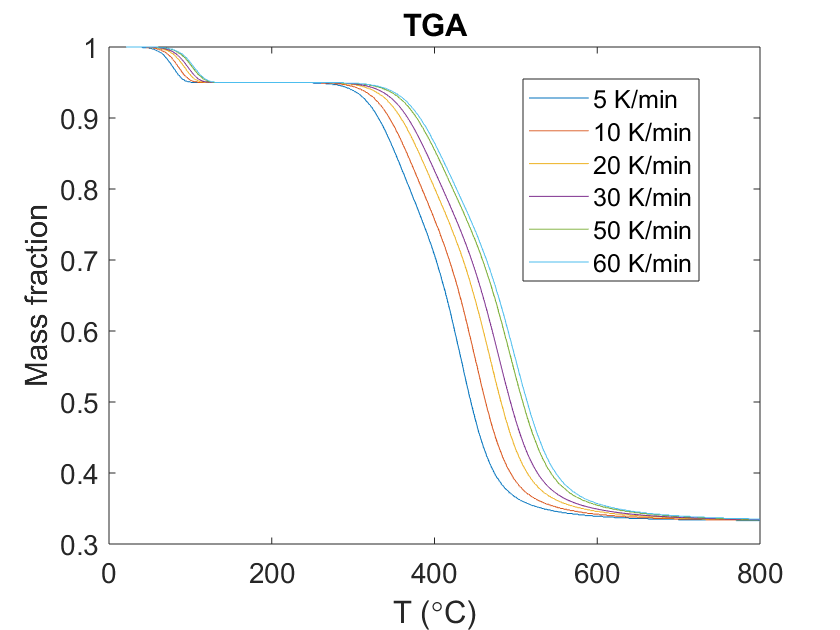 TGA
1
0.9
0.8
0.7
0.6
0.5
0.4
0.3
Mass fraction
5 K/min
10 K/min
20 K/min
30 K/min
50 K/min
60 K/min
0 200 400 600 800
T (°C)